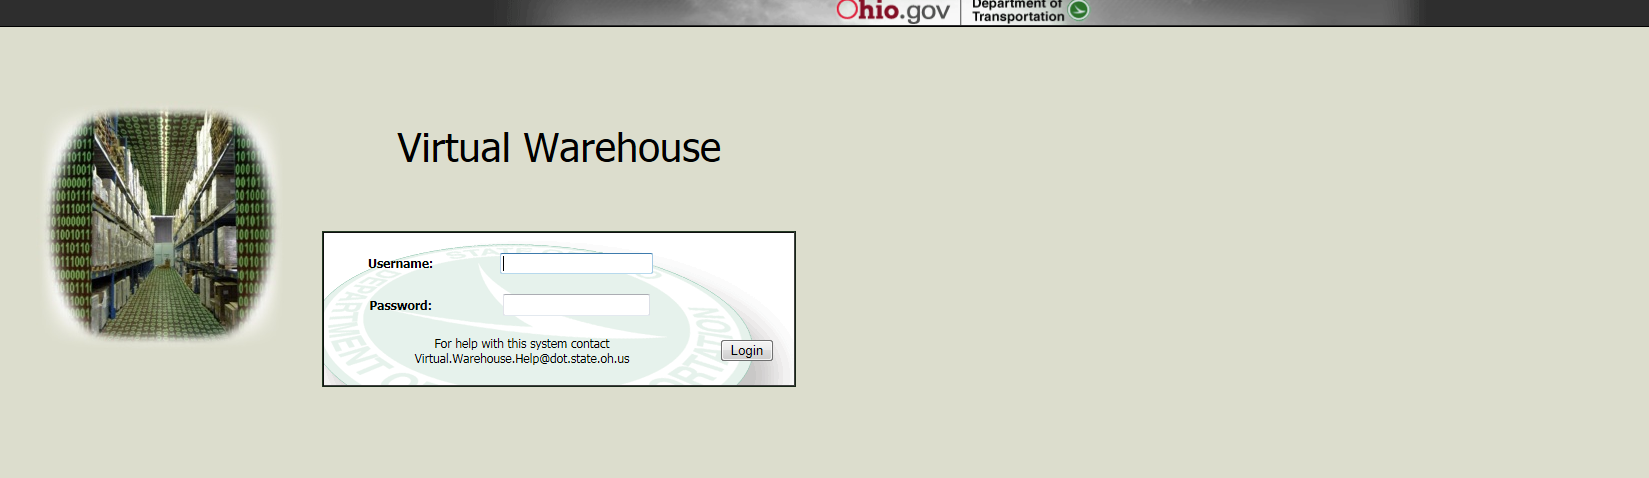 Ohio.gov
Department of
Transportation
Virtual Warehouse
Username:
Password:
For help with this system contact
Virtual.Warehouse.Help@dot.state.oh.us
Login